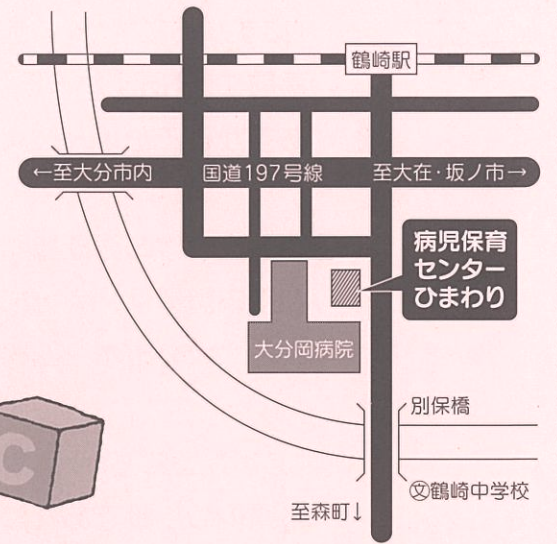 鶴崎駅
←至大分市内
国道197号線
至大在・坂ノ市→
病児保育
センター
ひまわり
大分岡病院
別保橋
C
文鶴崎中学校
至森町↓